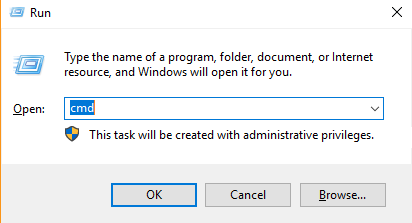 Run
Type the name of a program, folder, document, or Internet
resource, and Windows will open it for you.
Open: cmd
This task will be created with administrative privileges.
OK Cancel Browse...